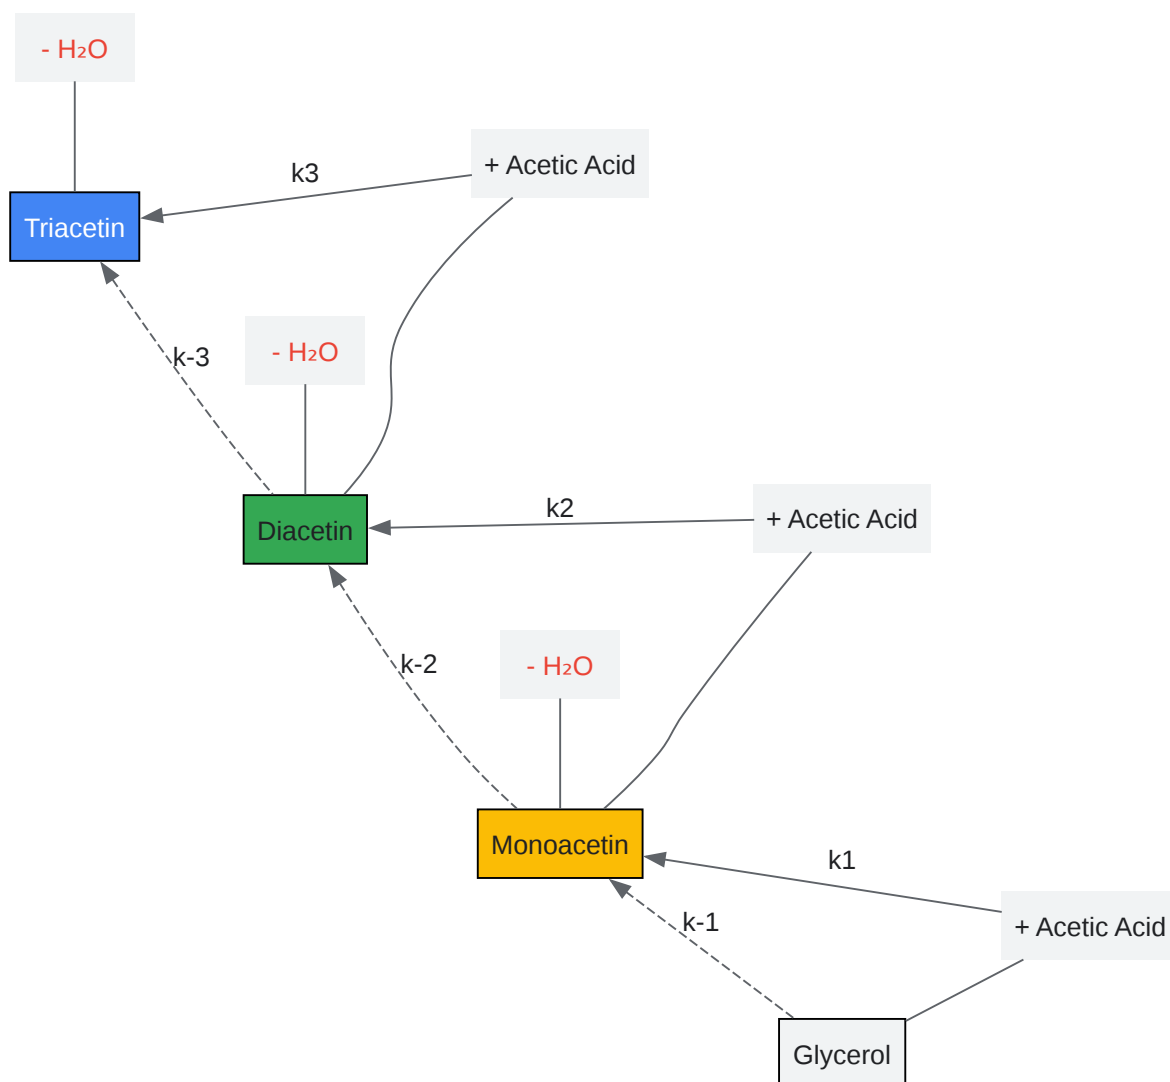 - H₂O
+ Acetic Acid
k3
Triacetin
- H₂O
k-3
+ Acetic Acid
k2
Diacetin
- H₂O
k-2
Monoacetin
k1
k-1
+ Acetic Acid
Glycerol